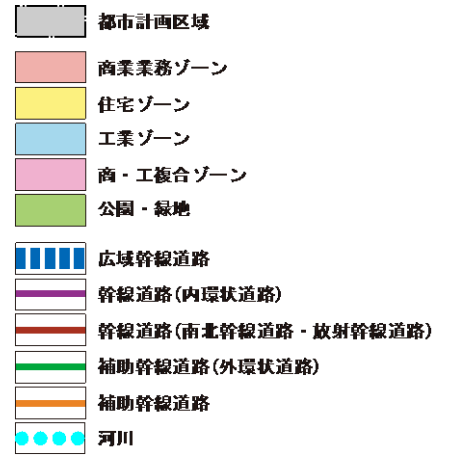 都市計画区域
商業業務ゾーン
住宅ゾーン
工業ゾーン
商・工複合ゾーン
公園・緑地
広域幹線道路
幹線道路(内環状道路)
幹線道路(南北幹線道路・放射幹線道路)
補助幹線道路(外環状道路)
補助幹線道路
河川